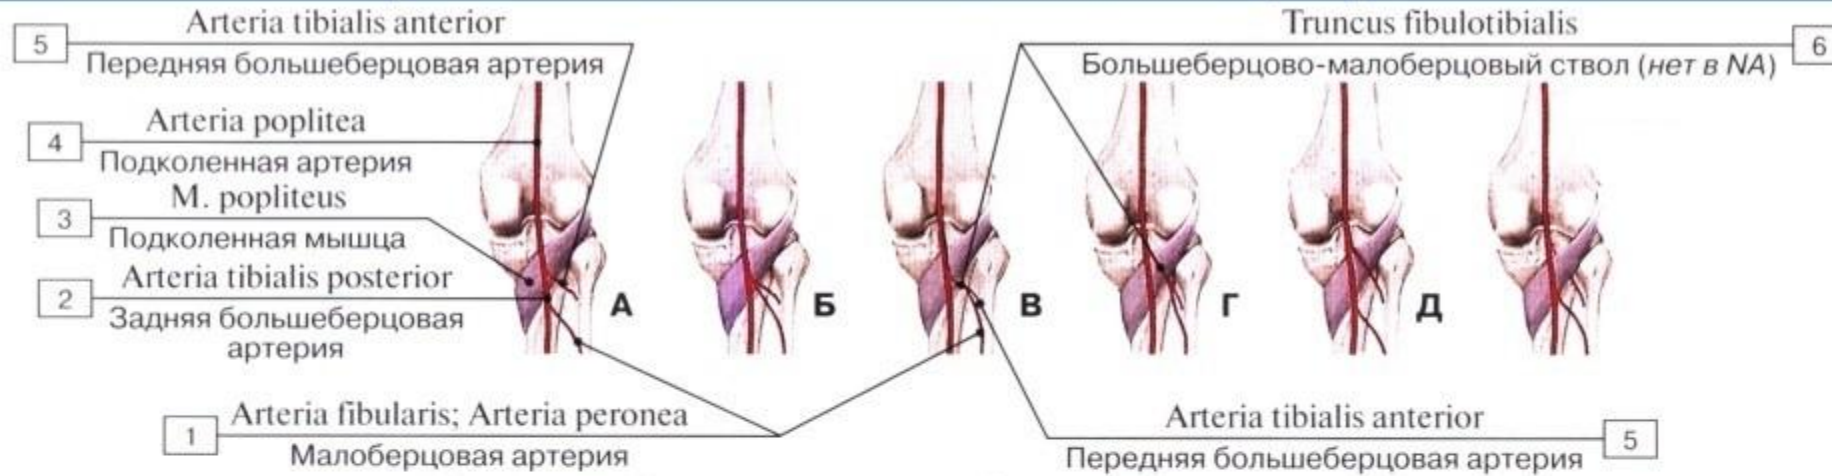 5
Arteria tibialis anterior
Передняя большеберцовая артерия
4
Arteria poplitea
Подколенная артерия
3
M. popliteus
Подколенная мышца
2
Arteria tibialis posterior
Задняя большеберцовая
артерия
1
Arteria fibularis; Arteria peronea
Малоберцовая артерия
А
Б
В
Г
Д
Truncus fibulotibialis
6
Большеберцово-малоберцовый ствол (нет в NA)
Arteria tibialis anterior
5
Передняя большеберцовая артерия